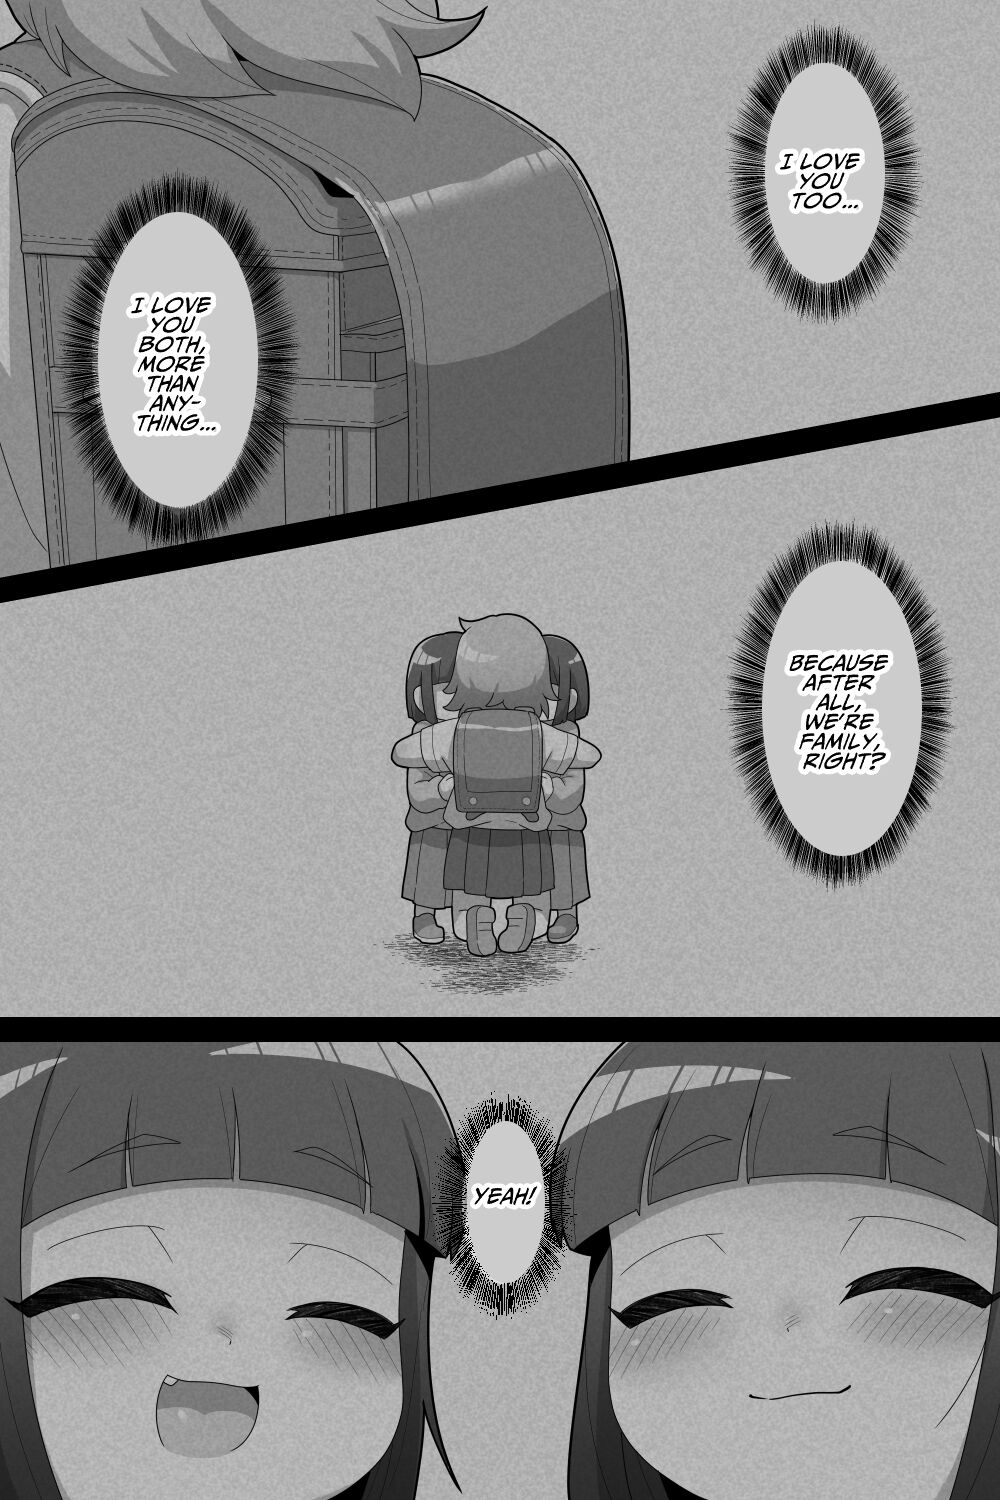 I LOVE
YOU
TOO...
I LOVE
YOU
BOTH,
MORE
THAN
ANY-
THING...
BECAUSE
AFTER
ALL,
WE'RE
FAMILY,
RIGHT?
YEAH!